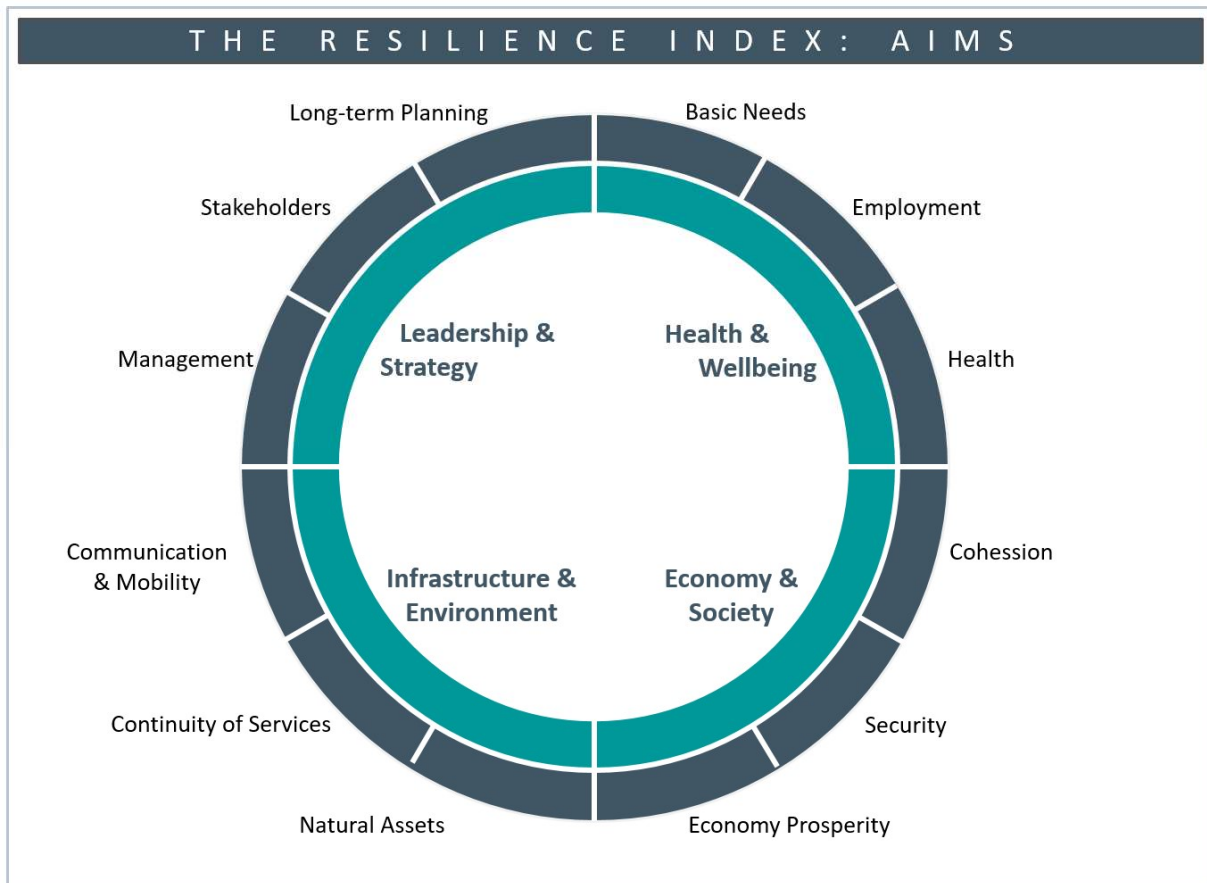 THE RESILIENCE INDEX: AIMS
Long-term Planning
Basic Needs
Stakeholders
Employment
Leadership &
Strategy
Health &
Wellbeing
Management
Health
Communication
& Mobility
Cohession
Infrastructure &
Environment
Economy &
Society
Continuity of Services
Security
Natural Assets
Economy Prosperity